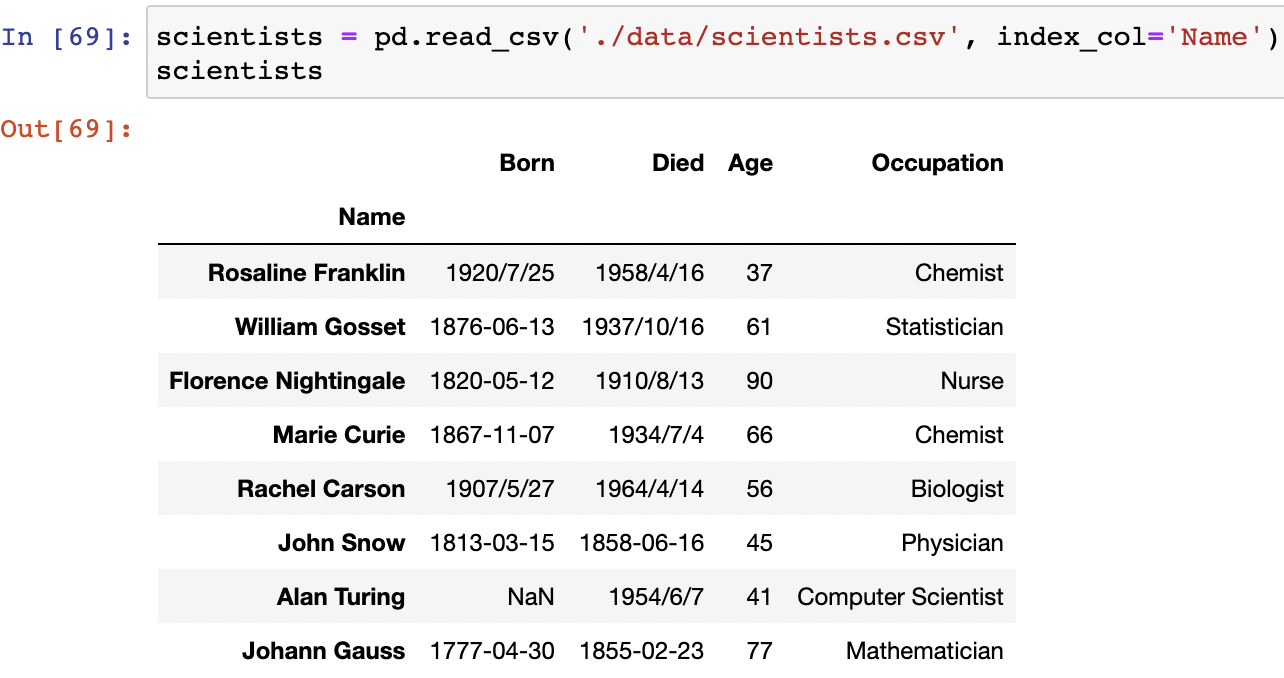 In [69]: scientists = pd.read_csv('./data/scientists.csv', index_col='Name')
scientists
Out[69]:
Born Died Age Occupation
Name
Rosaline Franklin 1920/7/25 1958/4/16 37 Chemist
William Gosset 1876-06-13 1937/10/16 61 Statistician
Florence Nightingale 1820-05-12 1910/8/13 90 Nurse
Marie Curie 1867-11-07 1934/7/4 66 Chemist
Rachel Carson 1907/5/27 1964/4/14 56 Biologist
John Snow 1813-03-15 1858-06-16 45 Physician
Alan Turing NaN 1954/6/7 41 Computer Scientist
Johann Gauss 1777-04-30 1855-02-23 77 Mathematician